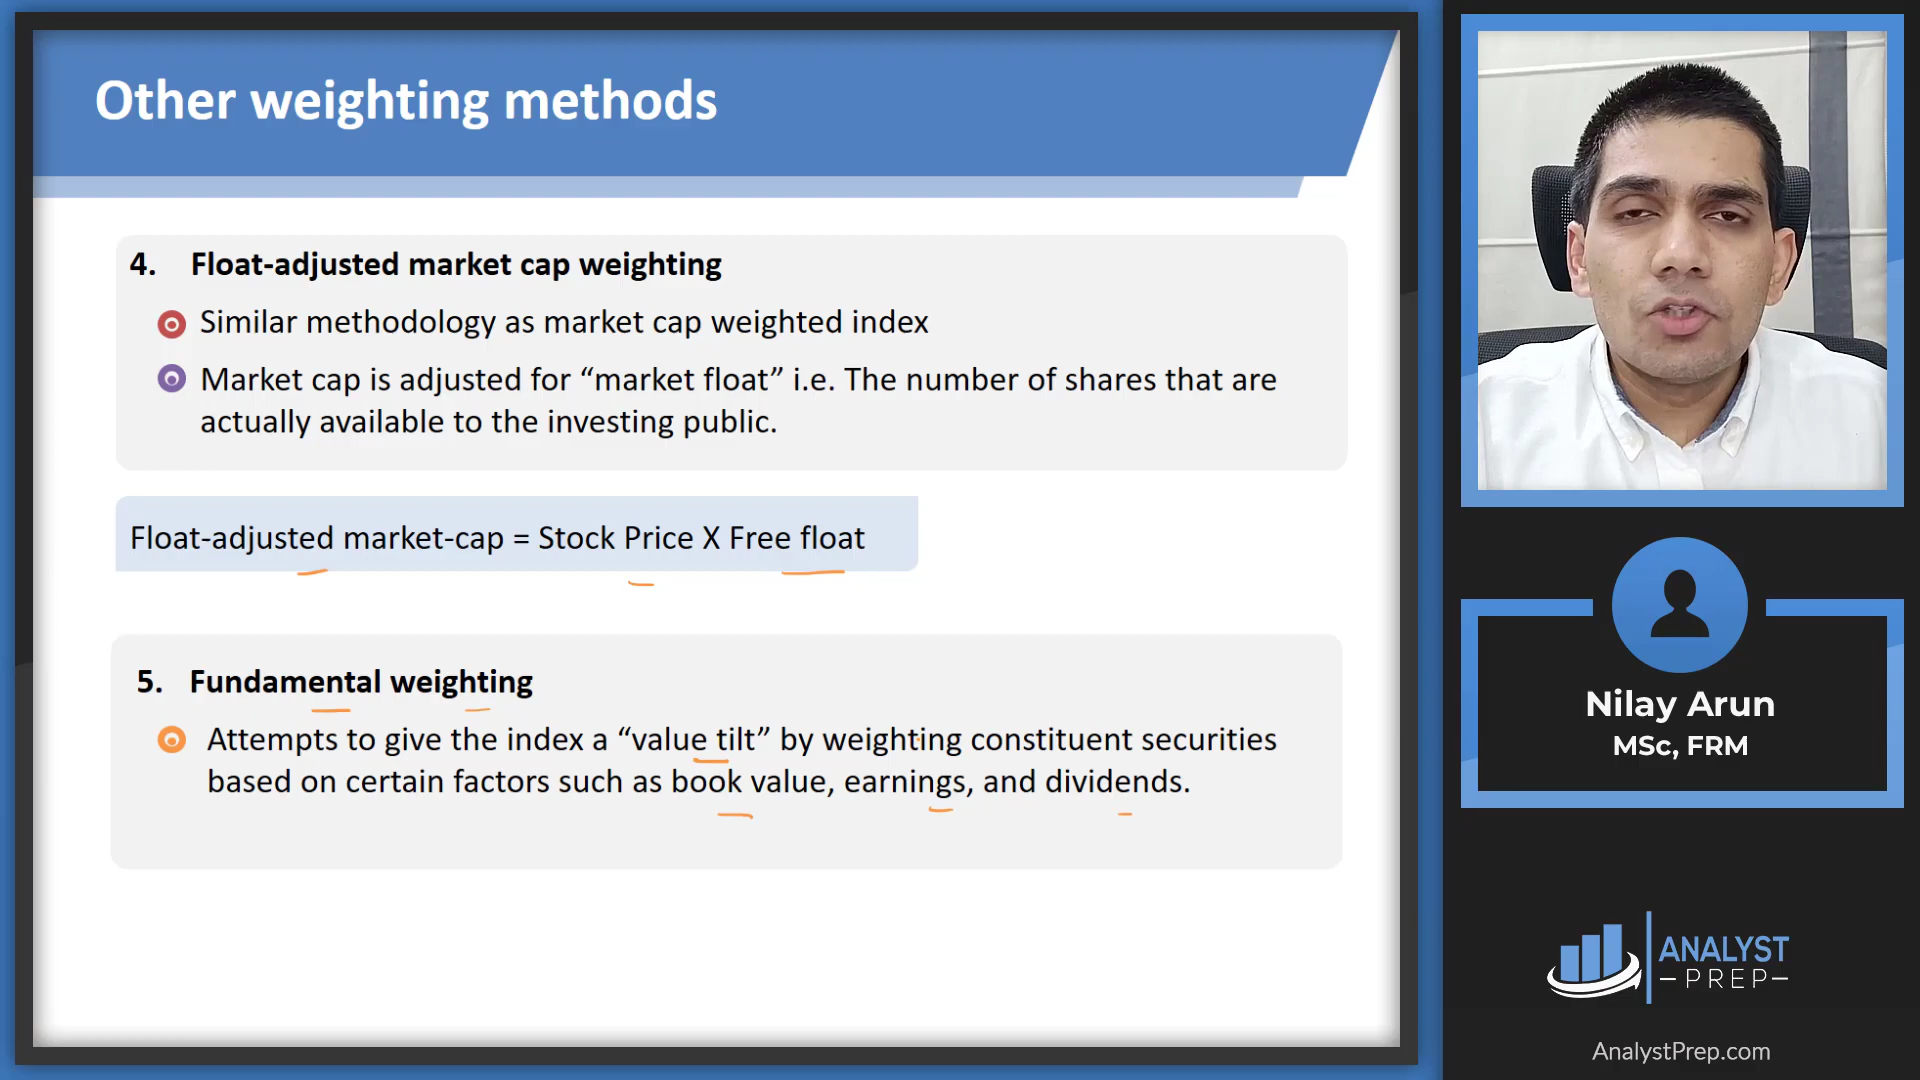 Other weighting methods
4. Float-adjusted market cap weighting
Similar methodology as market cap weighted index
Market cap is adjusted for “market float” i.e. The number of shares that are
actually available to the investing public.
Float-adjusted market-cap = Stock Price X Free float
5. Fundamental weighting
Attempts to give the index a “value tilt” by weighting constituent securities
based on certain factors such as book value, earnings, and dividends.
Nilay Arun
MSc, FRM
ANALYST
PREP
AnalystPrep.com